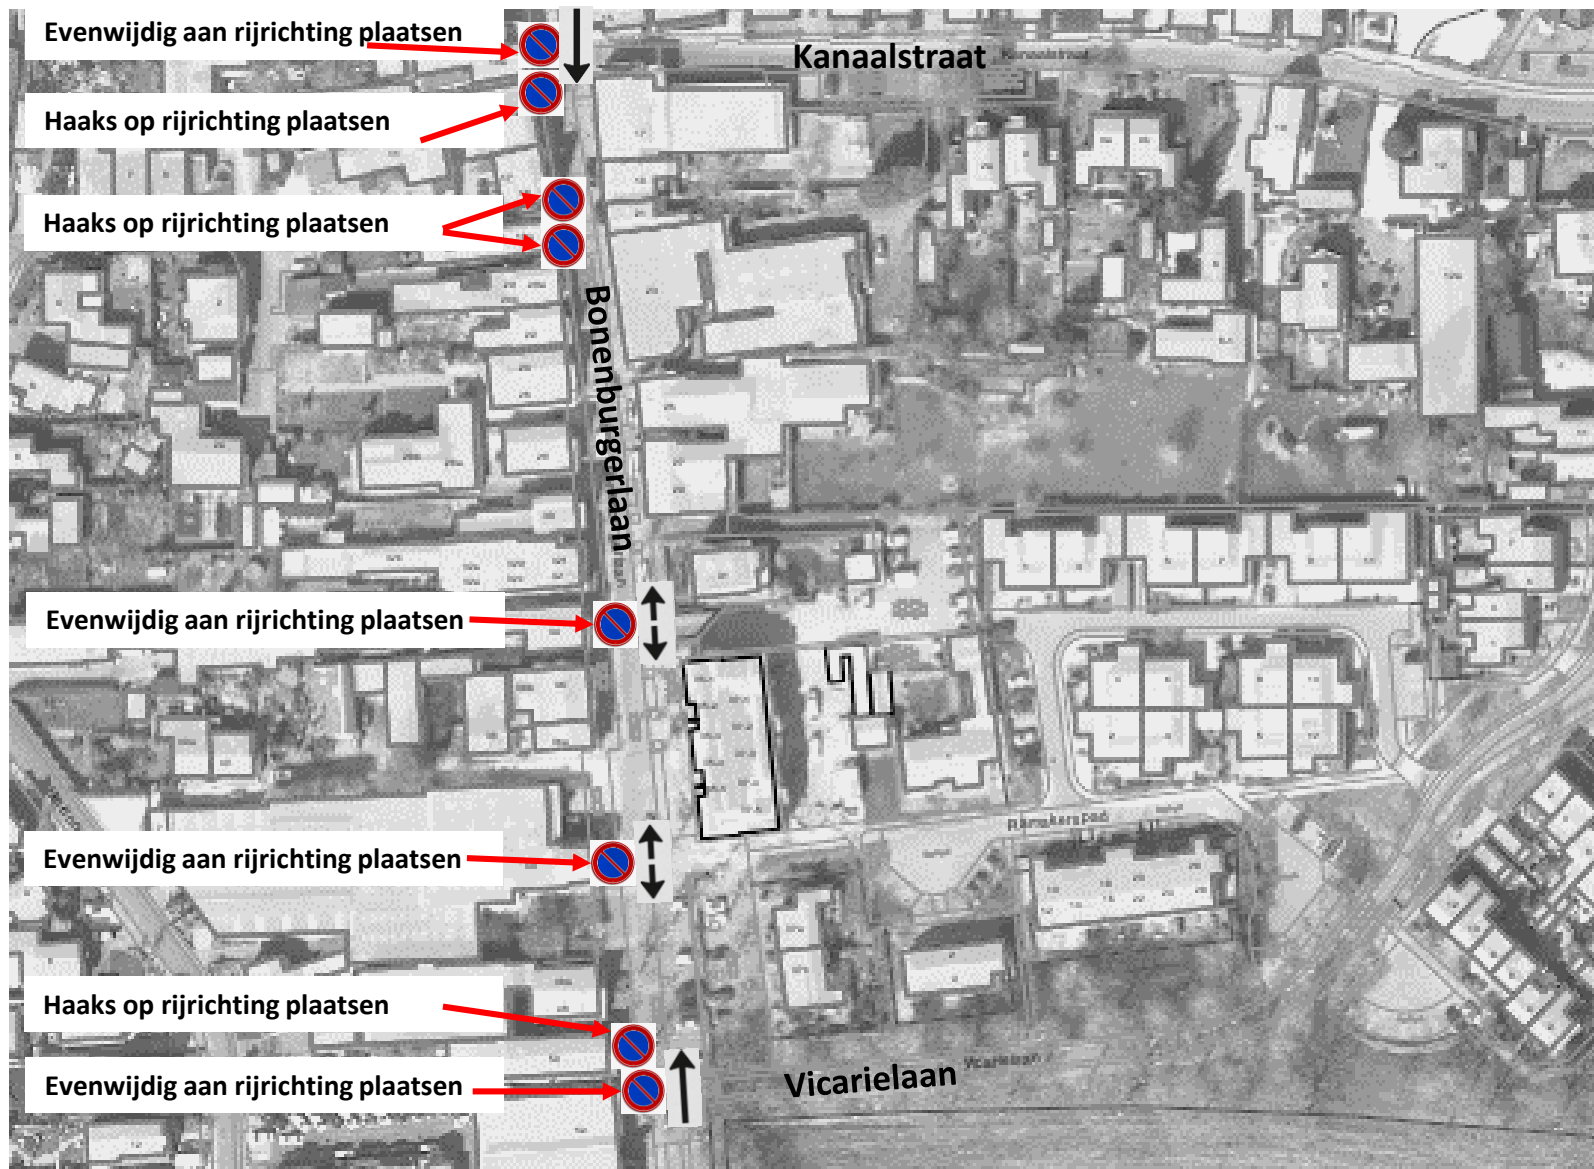 Evenwijdig aan rijrichting plaatsen
Kanaalstraat
Haaks op rijrichting plaatsen
Haaks op rijrichting plaatsen
Bonenburgerlaan
Evenwijdig aan rijrichting plaatsen
Evenwijdig aan rijrichting plaatsen
Haaks op rijrichting plaatsen
Vicarielaan
Evenwijdig aan rijrichting plaatsen